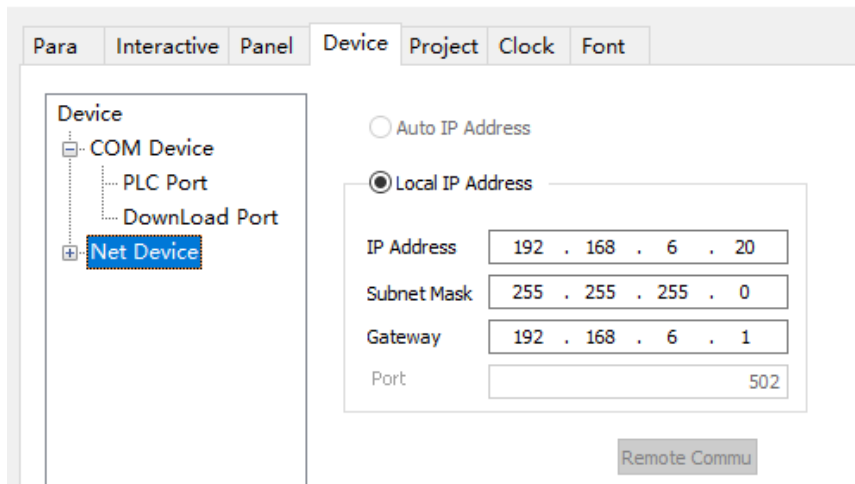 Para Interactive Panel Device Project Clock Font
Device
COM Device
PLC Port
DownLoad Port
Net Device
Auto IP Address
Local IP Address
IP Address 192 . 168 . 6 . 20
Subnet Mask 255 . 255 . 255 . 0
Gateway 192 . 168 . 6 . 1
Port 502
Remote Commu